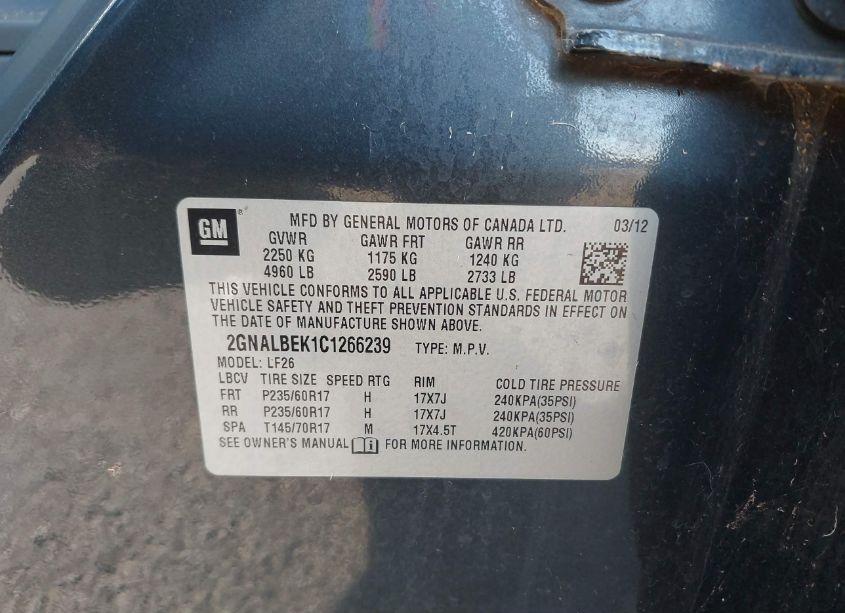 GM ® MFD BY GENERAL MOTORS OF CANADA LTD. 03/12
GVWR GAWR FRT GAWR RR
2250 KG 1175 KG 1240 KG
4960 LB 2590 LB 2733 LB
THIS VEHICLE CONFORMS TO ALL APPLICABLE U.S. FEDERAL MOTOR
VEHICLE SAFETY AND THEFT PREVENTION STANDARDS IN EFFECT ON
THE DATE OF MANUFACTURE SHOWN ABOVE.
2GNALBEK1C1266239 TYPE: M.P.V.
MODEL: LF26
LBCV TIRE SIZE SPEED RTG RIM COLD TIRE PRESSURE
FRT P235/60R17 H 17X7J 240KPA(35PSI)
RR P235/60R17 H 17X7J 240KPA(35PSI)
SPA T145/70R17 M 17X4.5T 420KPA(60PSI)
SEE OWNER'S MANUAL FOR MORE INFORMATION.